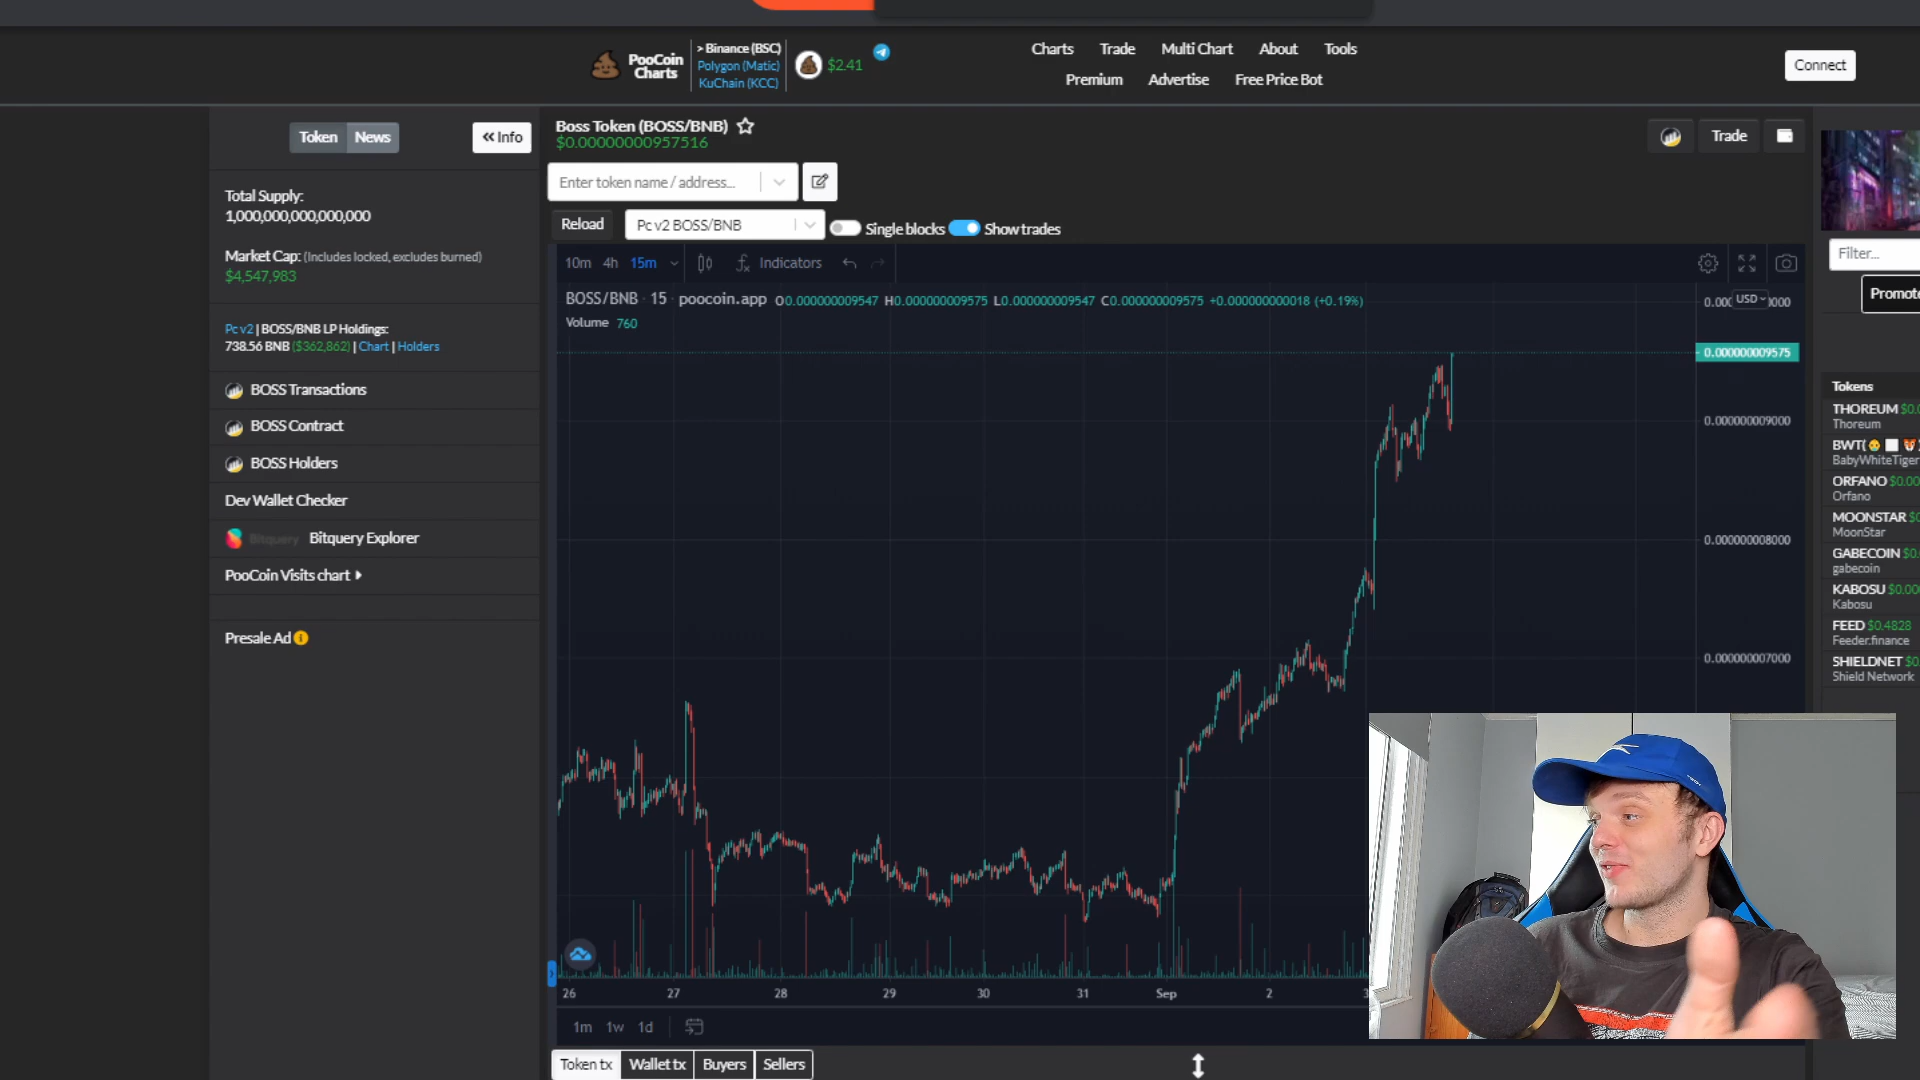 PooCoin
Charts
> Binance (BSC)
Polygon (Matic)
KuChain (KCC)
$2.41
Charts Trade Multi Chart About Tools
Premium Advertise Free Price Bot
Connect
Token News
Info
Total Supply:
1,000,000,000,000,000
Market Cap: (Includes locked, excludes burned)
$4,547,983
Pc v2 | BOSS/BNB LP Holdings:
738.56 BNB ($362,862) | Chart | Holders
BOSS Transactions
BOSS Contract
BOSS Holders
Dev Wallet Checker
Bitquery Bitquery Explorer
PooCoin Visits chart
Presale Ad
Boss Token (BOSS/BNB)
$0.00000000957516
Trade
Enter token name / address...
Reload
Pc v2 BOSS/BNB
Single blocks Show trades
10m 4h 15m Indicators
BOSS/BNB · 15 · poocoin.app O0.000000009547 H0.000000009575 L0.000000009547 C0.000000009575 +0.000000000018 (+0.19%)
Volume 760
USD
0.000000009575
0.000000009000
0.000000008000
0.000000007000
26 27 28 29 30 31 Sep 2
1m 1w 1d
Token tx Wallet tx Buyers Sellers
Filter...
Tokens
THOREUM
Thoreum
BWT(
BabyWhiteTiger
ORFANO
Orfano
MOONSTAR
MoonStar
GABECOIN
gabecoin
KABOSU
Kabosu
FEED $0.4828
Feeder.finance
SHIELDNET
Shield Network